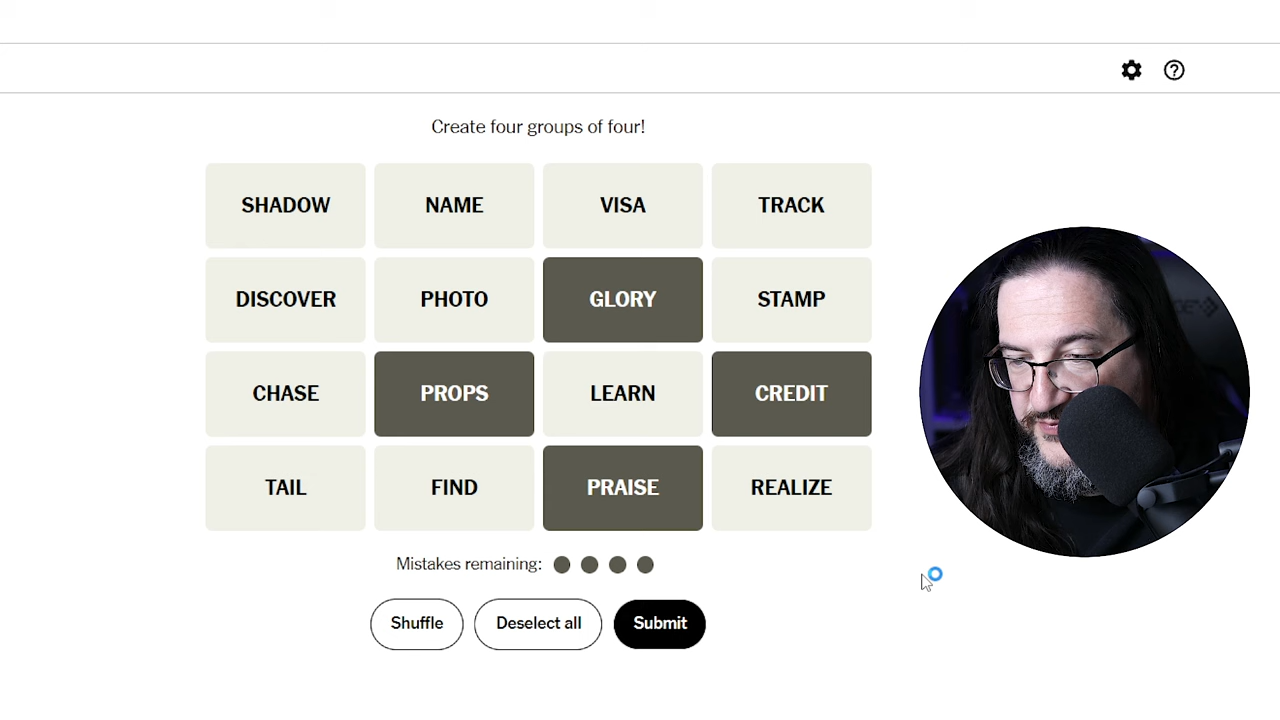 Create four groups of four!
SHADOW NAME VISA TRACK
DISCOVER PHOTO GLORY STAMP
CHASE PROPS LEARN CREDIT
TAIL FIND PRAISE REALIZE
Mistakes remaining:
Shuffle Deselect all Submit